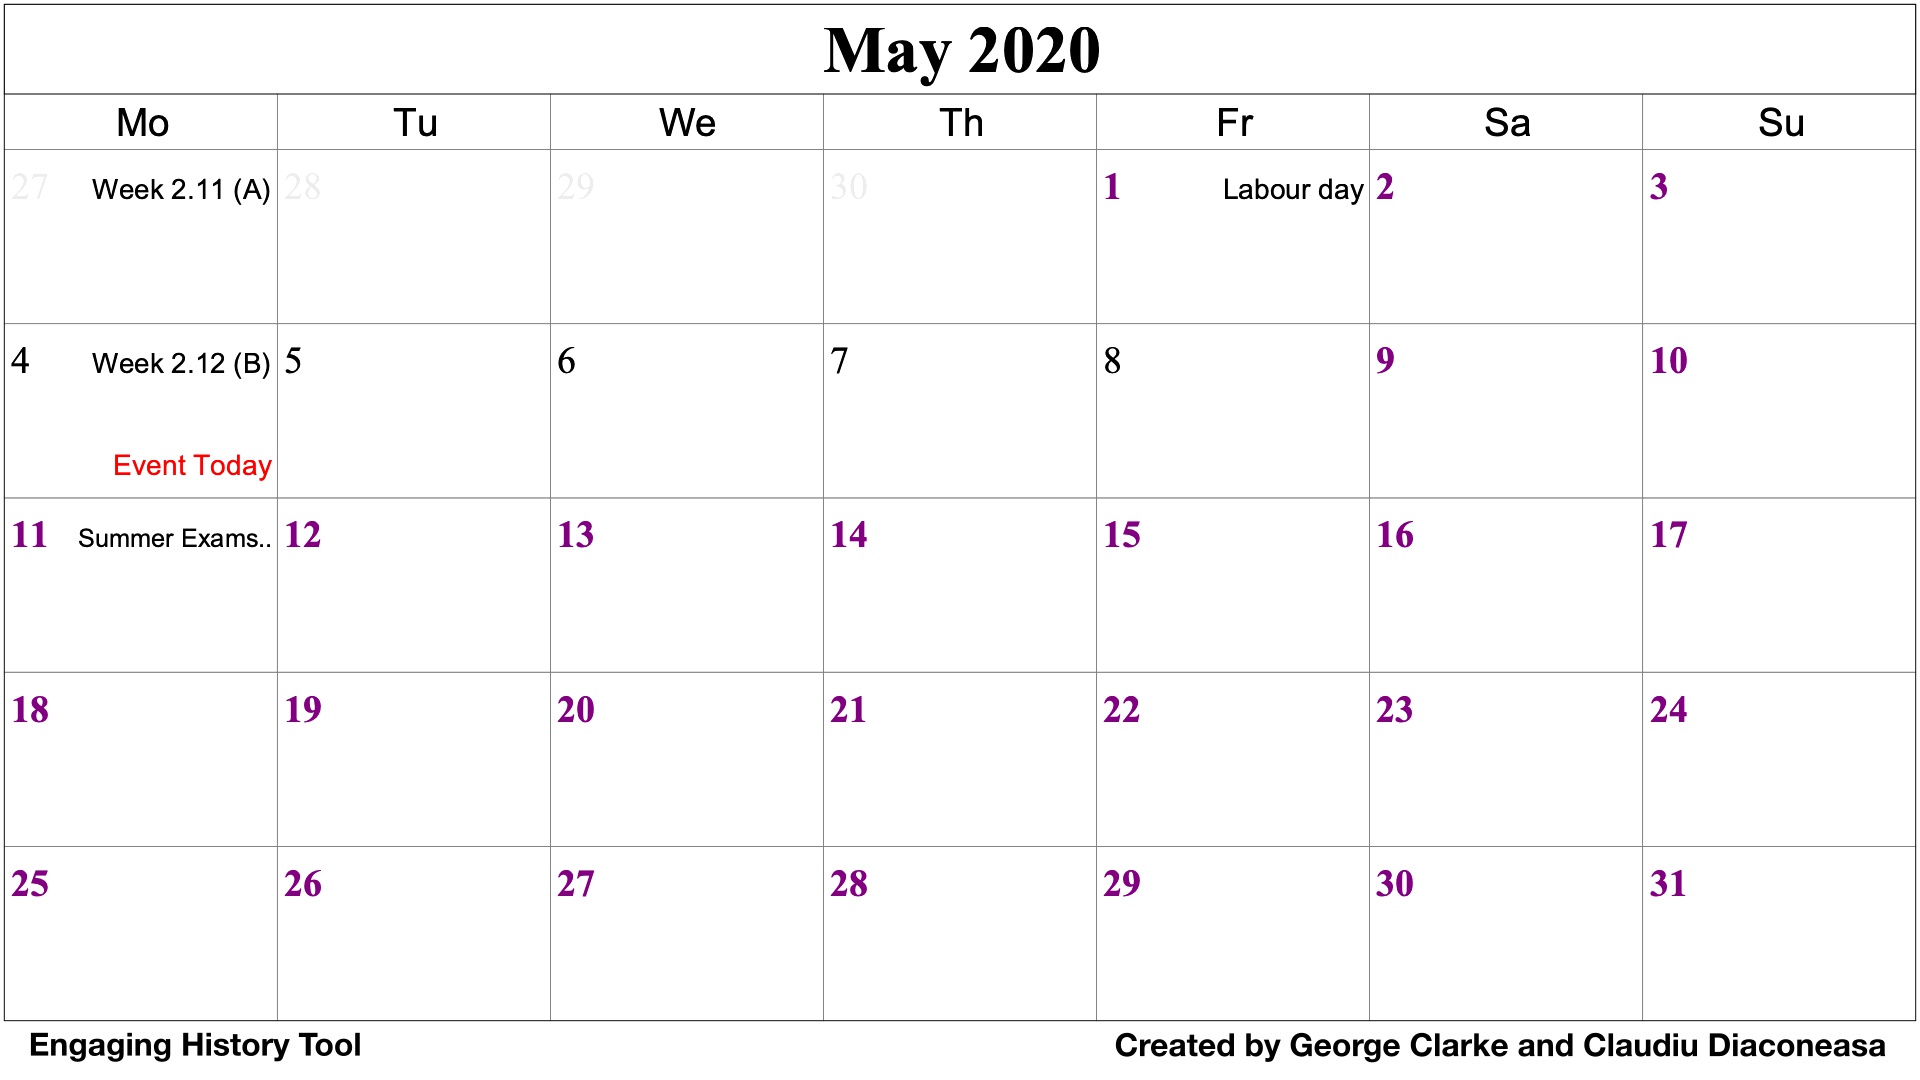 May 2020
Mo Tu We Th Fr Sa Su
27 Week 2.11 (A) 28 29 30 1 Labour day 2 3
4 Week 2.12 (B) 5 6 7 8 9 10
Event Today
11 Summer Exams.. 12 13 14 15 16 17
18 19 20 21 22 23 24
25 26 27 28 29 30 31
Engaging History Tool Created by George Clarke and Claudiu Diaconeasa